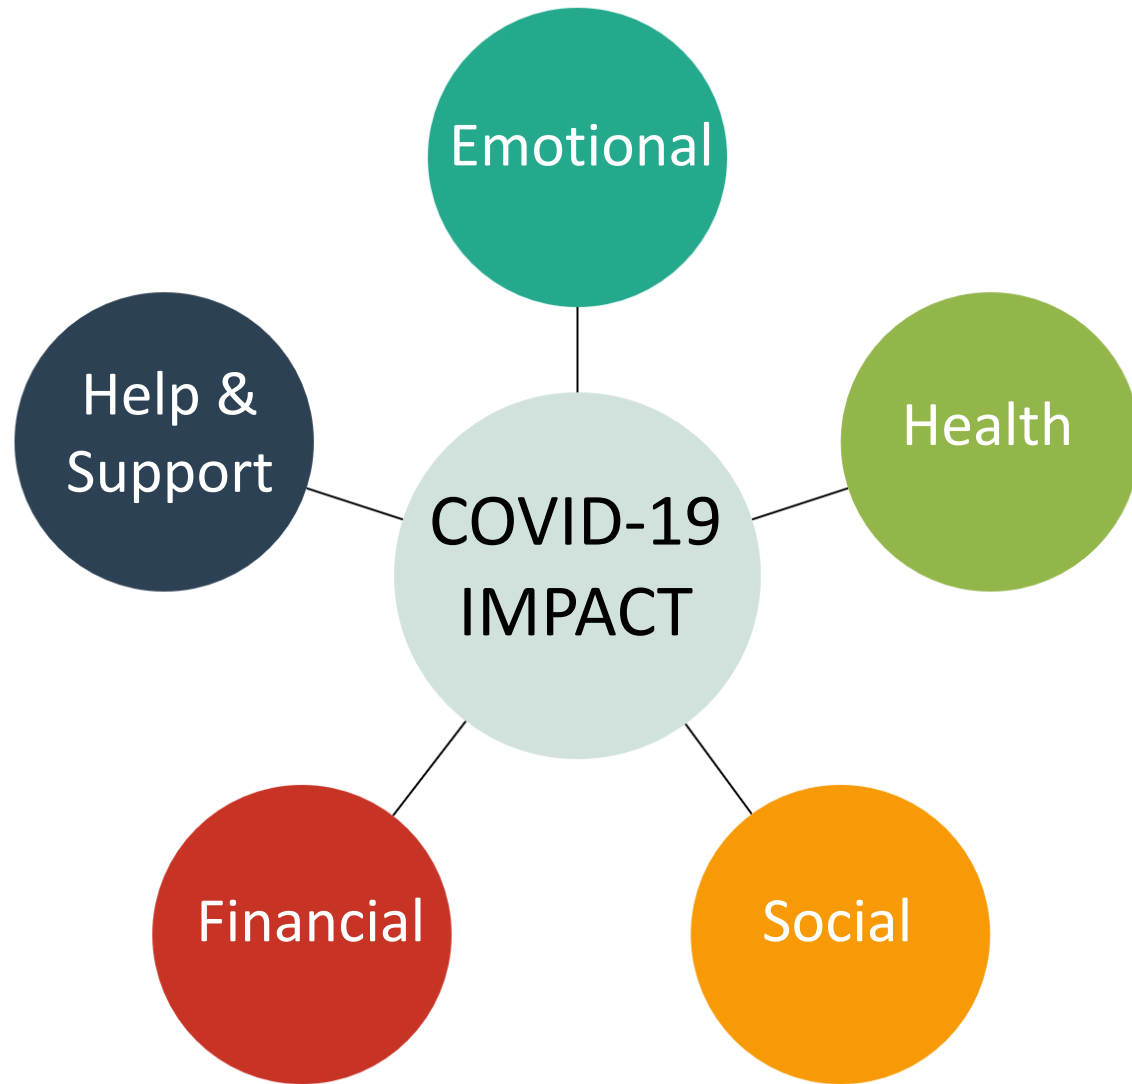 Emotional
Help &
Support
Health
COVID-19
IMPACT
Financial
Social